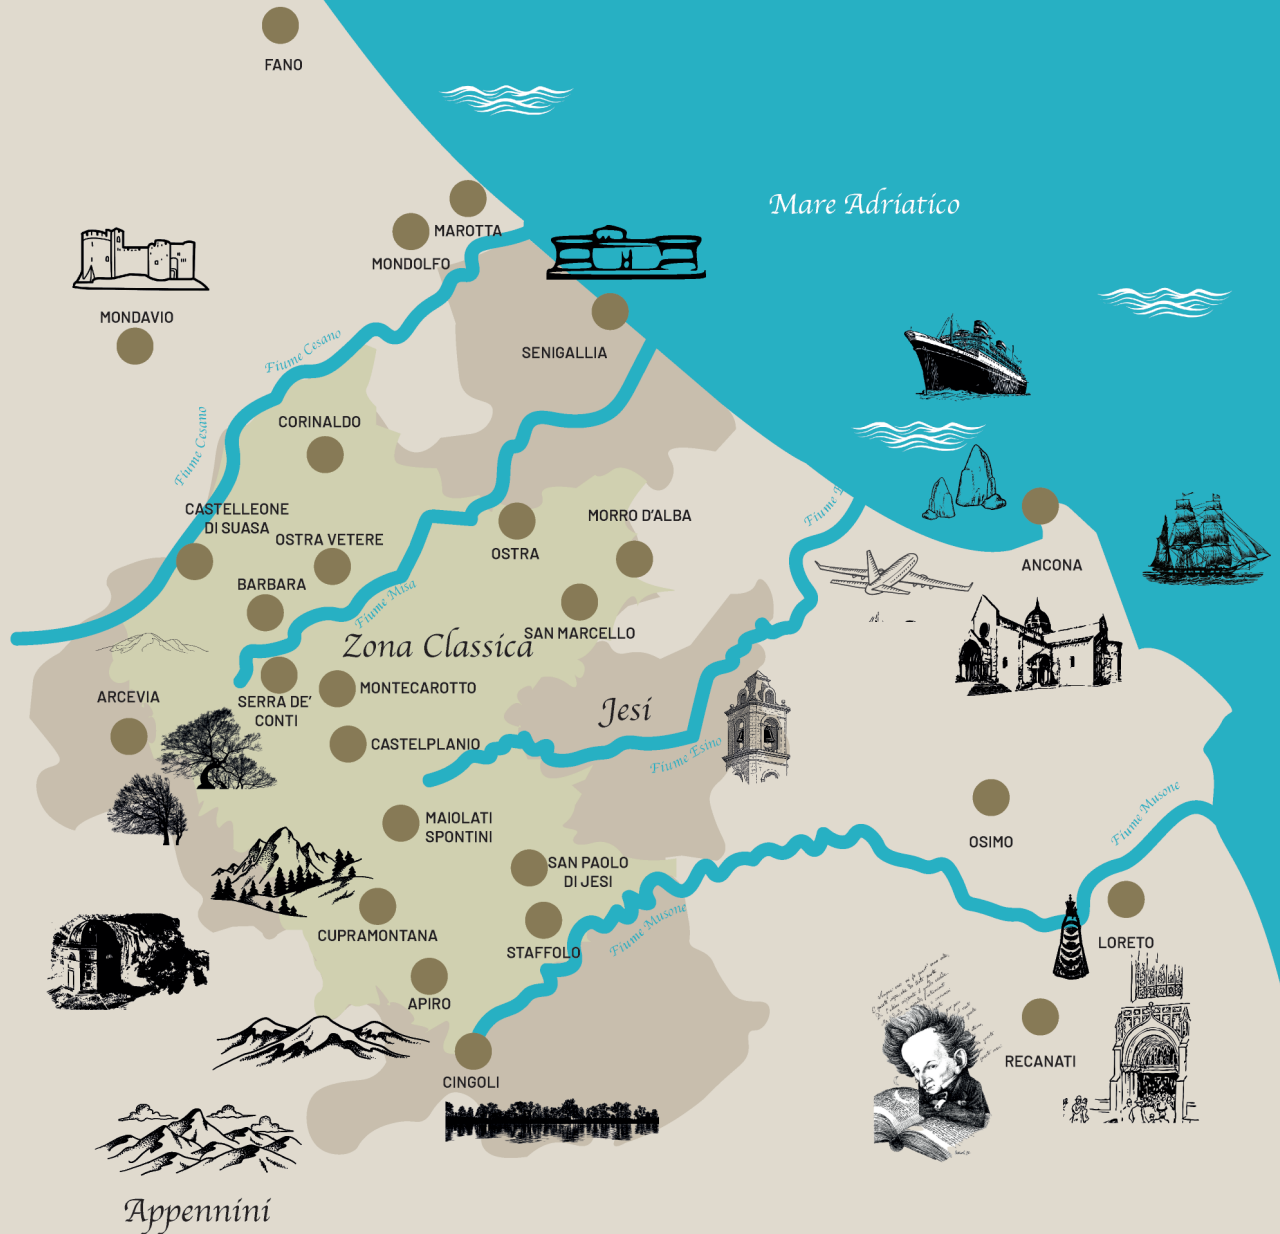 FANO
Mare Adriatico
MAROTTA
MONDOLFO
MONDAVIO
Fiume Cesano
SENIGALLIA
CORINALDO
Fiume Cesano
CASTELLEONE
DI SUASA
OSTRA VETERE
MORRO D'ALBA
Fiume
OSTRA
ANCONA
BARBARA
Fiume Misa
SAN MARCELLO
Zona Classica
MONTECAROTTO
ARCEVIA
SERRA DE'
CONTI
Jesi
CASTELPLANIO
Fiume Esino
MAIOLATI
SPONTINI
Fiume Musone
OSIMO
SAN PAOLO
DI JESI
CUPRAMONTANA
STAFFOLO
Fiume Musone
LORETO
APIRO
RECANATI
CINGOLI
Appennini